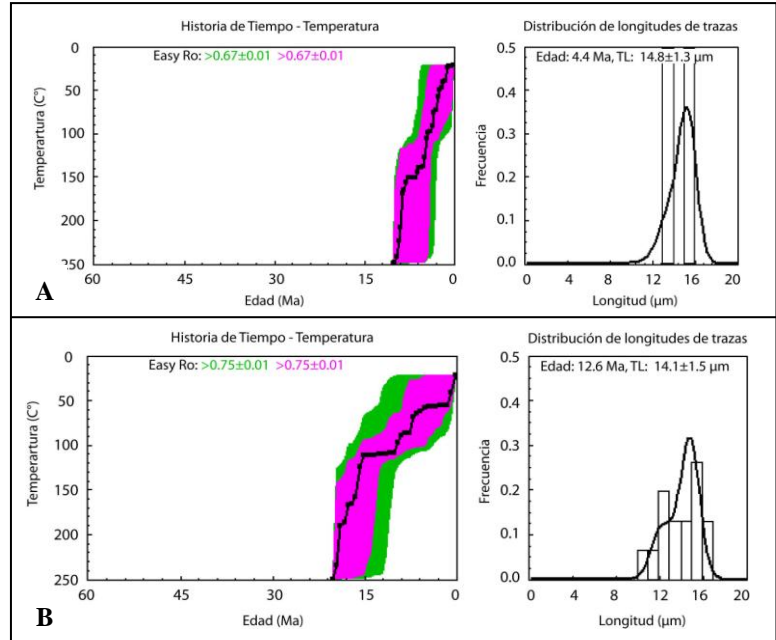 Historia de Tiempo - Temperatura
Easy Ro: >0.67±0.01 >0.67±0.01
0
50
100
150
200
250
Temperartura (C°)
60
45
30
15
0
Edad (Ma)
A
Distribución de longitudes de trazas
Edad: 4.4 Ma, TL: 14.8±1.3 µm
0.5
0.4
0.3
0.2
0.1
0.0
Frecuencia
0
4
8
12
16
20
Longitud (µm)
Historia de Tiempo - Temperatura
Easy Ro: >0.75±0.01 >0.75±0.01
0
50
100
150
200
250
Temperartura (C°)
60
45
30
15
0
Edad (Ma)
B
Distribución de longitudes de trazas
Edad: 12.6 Ma, TL: 14.1±1.5 µm
0.5
0.4
0.3
0.2
0.1
0.0
Frecuencia
0
4
8
12
16
20
Longitud (µm)